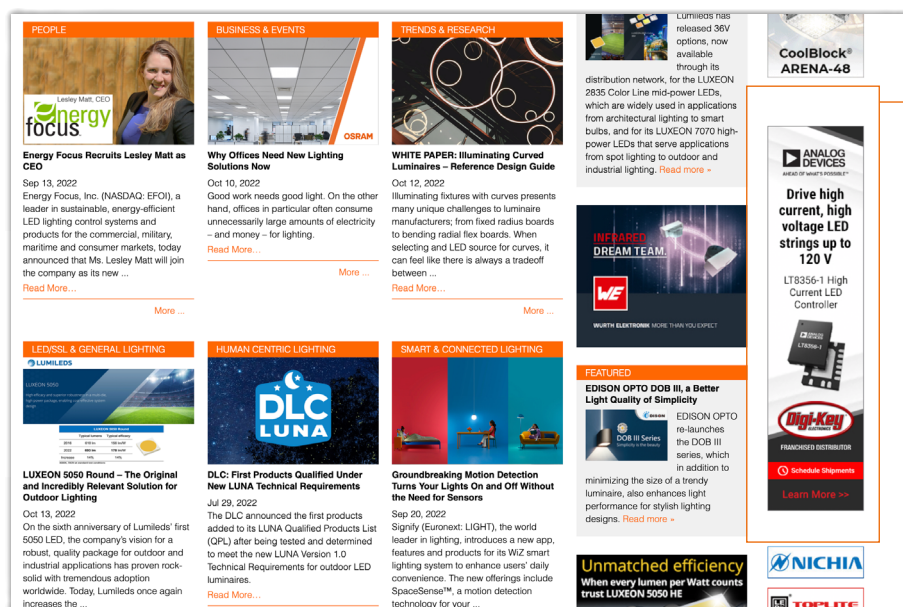 PEOPLE
Lesley Matt, CEO
energy
focus
Energy Focus Recruits Lesley Matt as
CEO
Sep 13, 2022
Energy Focus, Inc. (NASDAQ: EFOI), a
leader in sustainable, energy-efficient
LED lighting control systems and
products for the commercial, military,
maritime and consumer markets, today
announced that Ms. Lesley Matt will join
the company as its new ...
Read More…
More ...
BUSINESS & EVENTS
OSRAM
Why Offices Need New Lighting
Solutions Now
Oct 10, 2022
Good work needs good light. On the other
hand, offices in particular often consume
unnecessarily large amounts of electricity
– and money – for lighting.
Read More…
More ...
TRENDS & RESEARCH
WHITE PAPER: Illuminating Curved
Luminaires – Reference Design Guide
Oct 12, 2022
Illuminating fixtures with curves presents
many unique challenges to luminaire
manufacturers; from fixed radius boards
to bending radial flex boards. When
selecting and LED source for curves, it
can feel like there is always a tradeoff
between ...
Read More…
More ...
LED/SSL & GENERAL LIGHTING
LUMILEDS
LUXEON 5050
LUXEON 5050 Round
LUXEON 5050 Round – The Original
and Incredibly Relevant Solution for
Outdoor Lighting
Oct 13, 2022
On the sixth anniversary of Lumileds' first
5050 LED, the company's vision for a
robust, quality package for outdoor and
industrial applications has proven rock-
solid with tremendous adoption
worldwide. Today, Lumileds once again
increases the ...
HUMAN CENTRIC LIGHTING
DLC
LUNA
DLC: First Products Qualified Under
New LUNA Technical Requirements
Jul 29, 2022
The DLC announced the first products
added to its LUNA Qualified Products List
(QPL) after being tested and determined
to meet the new LUNA Version 1.0
Technical Requirements for outdoor LED
luminaires.
Read More…
SMART & CONNECTED LIGHTING
Groundbreaking Motion Detection
Turns Your Lights On and Off Without
the Need for Sensors
Sep 20, 2022
Signify (Euronext: LIGHT), the world
leader in lighting, introduces a new app,
features and products for its WiZ smart
lighting system to enhance users' daily
convenience. The new offerings include
SpaceSense™, a motion detection
technology for your ...
Lumileds has
released 36V
options, now
available
through its
distribution network, for the LUXEON
2835 Color Line mid-power LEDs,
which are widely used in applications
from architectural lighting to smart
bulbs, and for its LUXEON 7070 high-
power LEDs that serve applications
from spot lighting to outdoor and
industrial lighting. Read more »
INFRARED
DREAM TEAM.
WE
WURTH ELEKTRONIK MORE THAN YOU EXPECT
FEATURED
EDISON OPTO DOB III, a Better
Light Quality of Simplicity
EDISON
DOB III Series
Simplicity is the Beauty
EDISON OPTO
re-launches
the DOB III
series, which
in addition to
minimizing the size of a trendy
luminaire, also enhances light
performance for stylish lighting
designs. Read more »
Unmatched efficiency
When every lumen per Watt counts
trust LUXEON 5050 HE
CoolBlock®
ARENA-48
ANALOG
DEVICES
AHEAD OF WHAT'S POSSIBLE™
Drive high
current, high
voltage LED
strings up to
120 V
LT8356-1 High
Current LED
Controller
ANALOG
DEVICES
LT8356-1
Digi-Key
ELECTRONICS
FRANCHISED DISTRIBUTOR
Schedule Shipments
Learn More >>
NICHIA
TOPLITE